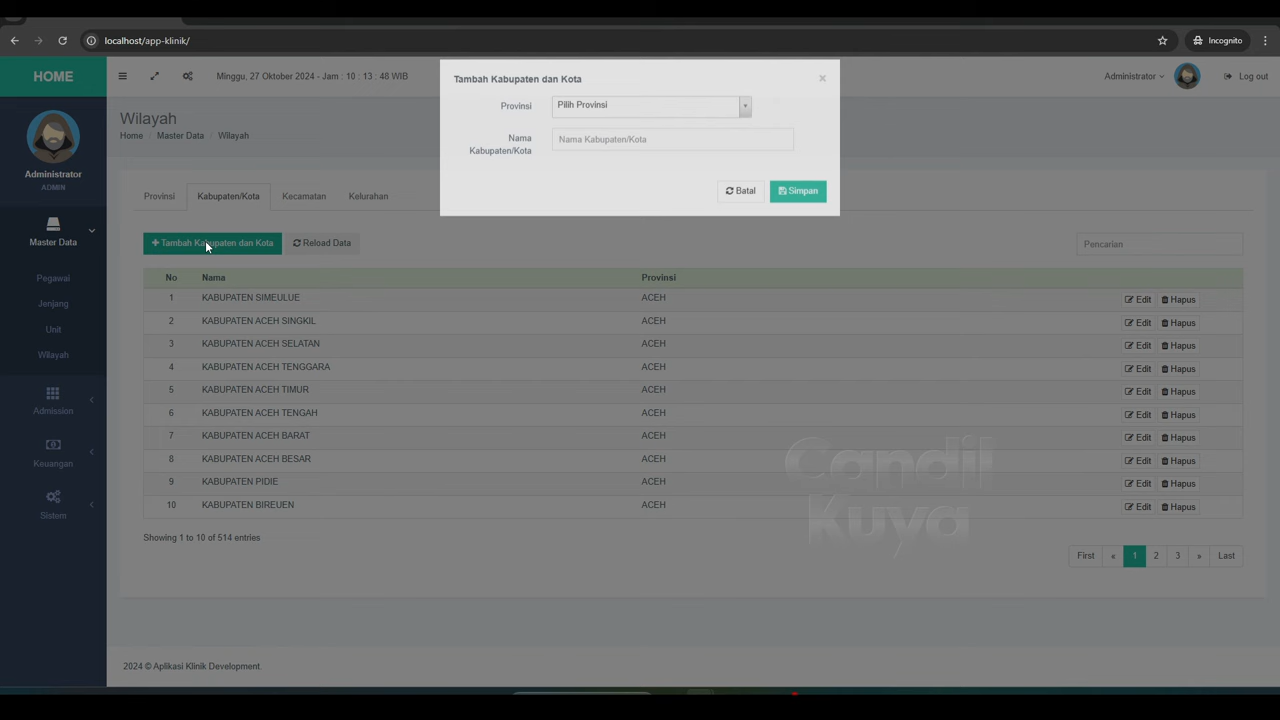 localhost/app-klinik/
Incognito
HOME
Minggu, 27 Oktober 2024 - Jam : 10 : 13 : 48 WIB
Administrator
Log out
Tambah Kabupaten dan Kota
×
Provinsi
Pilih Provinsi
Nama
Kabupaten/Kota
Nama Kabupaten/Kota
Batal
Simpan
Wilayah
Home / Master Data / Wilayah
Administrator
ADMIN
Master Data
Pegawai
Jenjang
Unit
Wilayah
Admission
Keuangan
Sistem
Provinsi Kabupaten/Kota Kecamatan Kelurahan
Tambah Kabupaten dan Kota Reload Data Pencarian
No Nama Provinsi
1 KABUPATEN SIMEULUE ACEH Edit Hapus
2 KABUPATEN ACEH SINGKIL ACEH Edit Hapus
3 KABUPATEN ACEH SELATAN ACEH Edit Hapus
4 KABUPATEN ACEH TENGGARA ACEH Edit Hapus
5 KABUPATEN ACEH TIMUR ACEH Edit Hapus
6 KABUPATEN ACEH TENGAH ACEH Edit Hapus
7 KABUPATEN ACEH BARAT ACEH Edit Hapus
8 KABUPATEN ACEH BESAR ACEH Edit Hapus
9 KABUPATEN PIDIE ACEH Edit Hapus
10 KABUPATEN BIREUEN ACEH Edit Hapus
Candil
Kuya
Showing 1 to 10 of 514 entries
First « 1 2 3 » Last
2024 © Aplikasi Klinik Development.